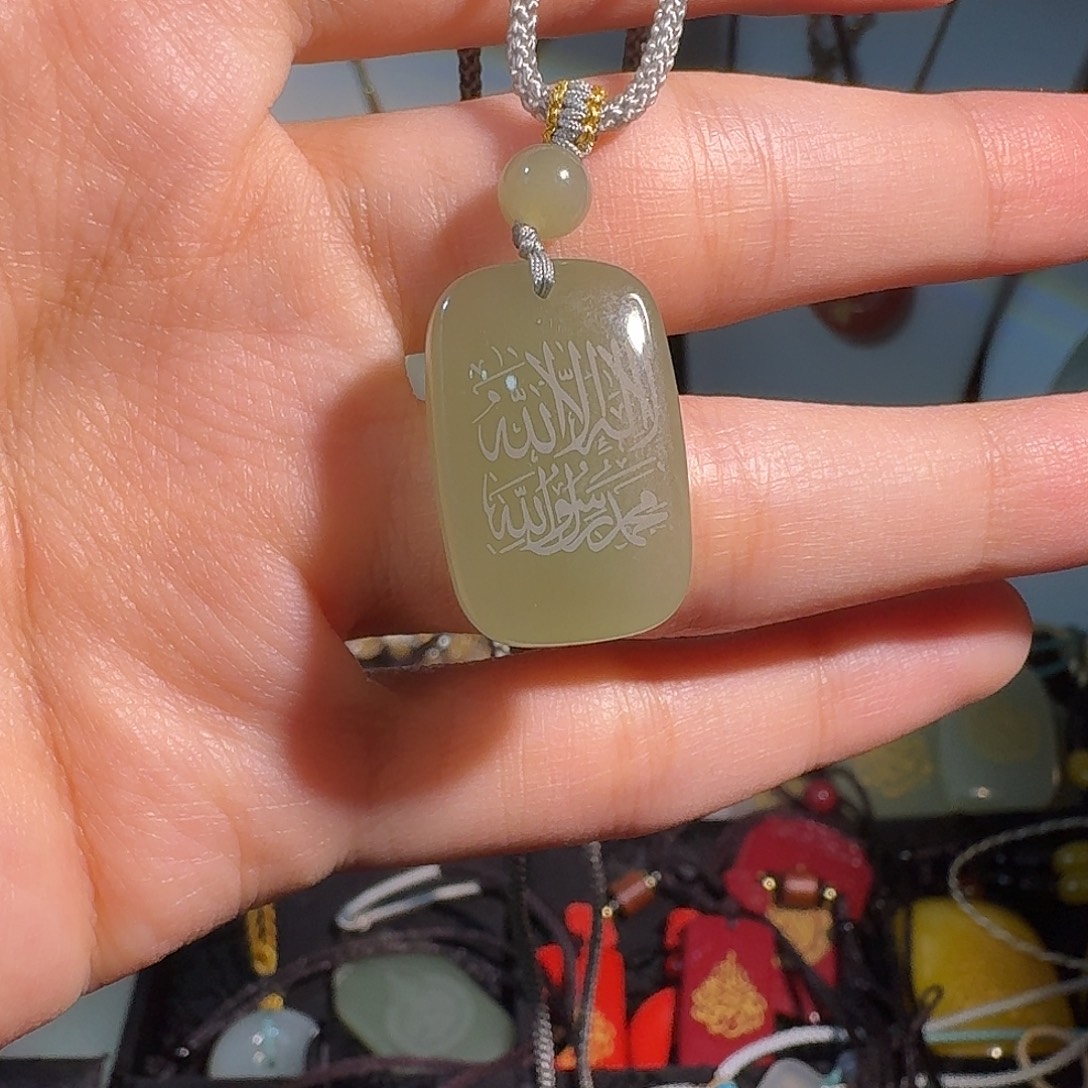 لا إله إلا الله
محمد رسول الله